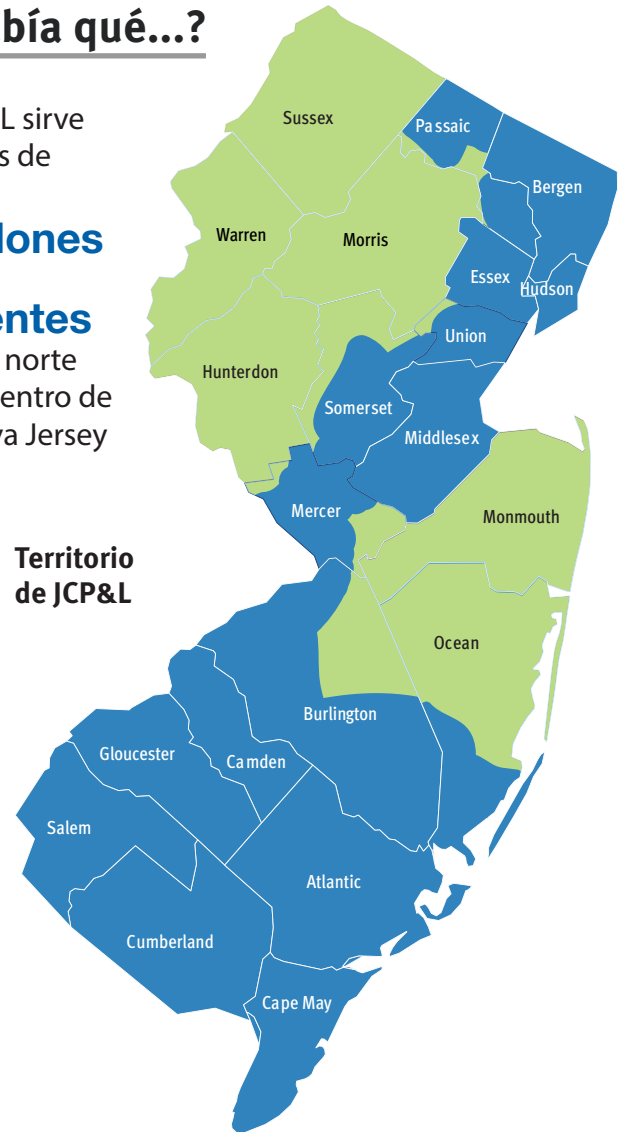 bía qué...?
L sirve
s de
lones
entes
norte
entro de
va Jersey
Territorio
de JCP&L
Sussex
Passaic
Bergen
Warren
Morris
Essex
Hudson
Union
Hunterdon
Somerset
Middlesex
Mercer
Monmouth
Ocean
Burlington
Gloucester
Camden
Salem
Atlantic
Cumberland
Cape May